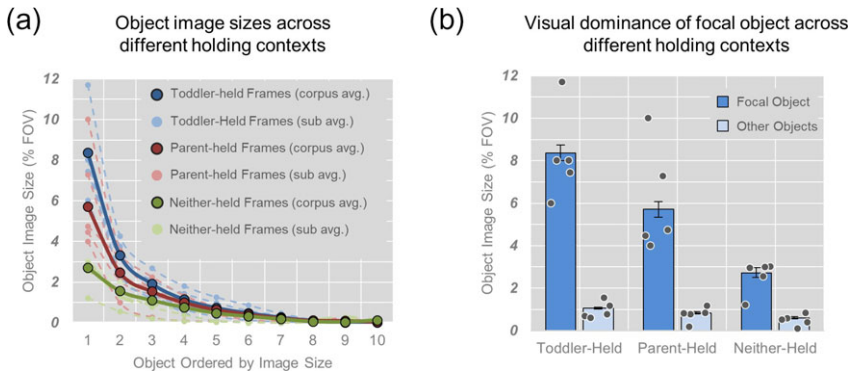 (a)
Object image sizes across
different holding contexts
Object Image Size (% FOV)
12
10
8
6
4
2
0
Toddler-held Frames (corpus avg.)
Toddler-Held Frames (sub avg.)
Parent-held Frames (corpus avg.)
Parent-held Frames (sub avg.)
Neither-held Frames (corpus avg.)
Neither-held Frames (sub avg.)
1 2 3 4 5 6 7 8 9 10
Object Ordered by Image Size
(b)
Visual dominance of focal object across
different holding contexts
Object Image Size (% FOV)
12
10
8
6
4
2
0
Focal Object
Other Objects
Toddler-Held Parent-Held Neither-Held